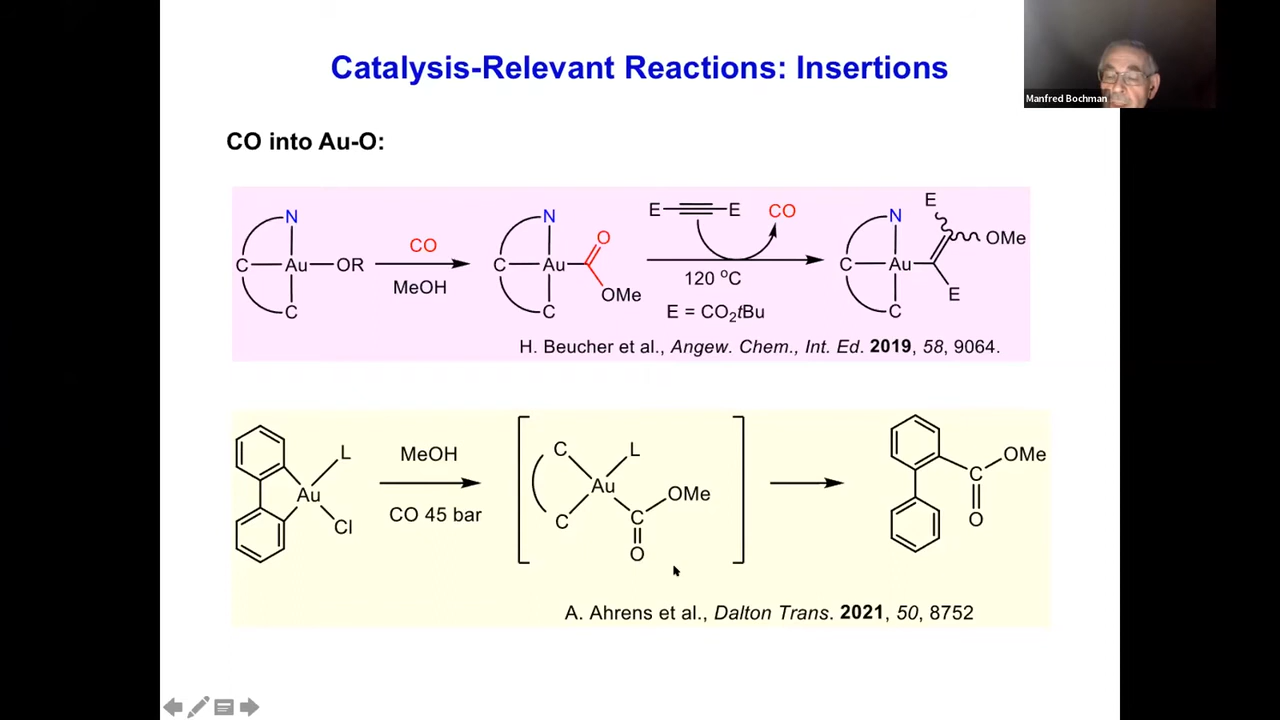 Catalysis-Relevant Reactions: Insertions
Manfred Bochman
CO into Au-O:
N
C
Au
OR
C
CO
MeOH
N
C
Au
O
OMe
C
E
E
CO
120 °C
E = CO2tBu
N
C
Au
E
OMe
E
C
H. Beucher et al., Angew. Chem., Int. Ed. 2019, 58, 9064.
L
Au
Cl
MeOH
CO 45 bar
C
L
Au
C
C
OMe
O
OMe
C
O
A. Ahrens et al., Dalton Trans. 2021, 50, 8752